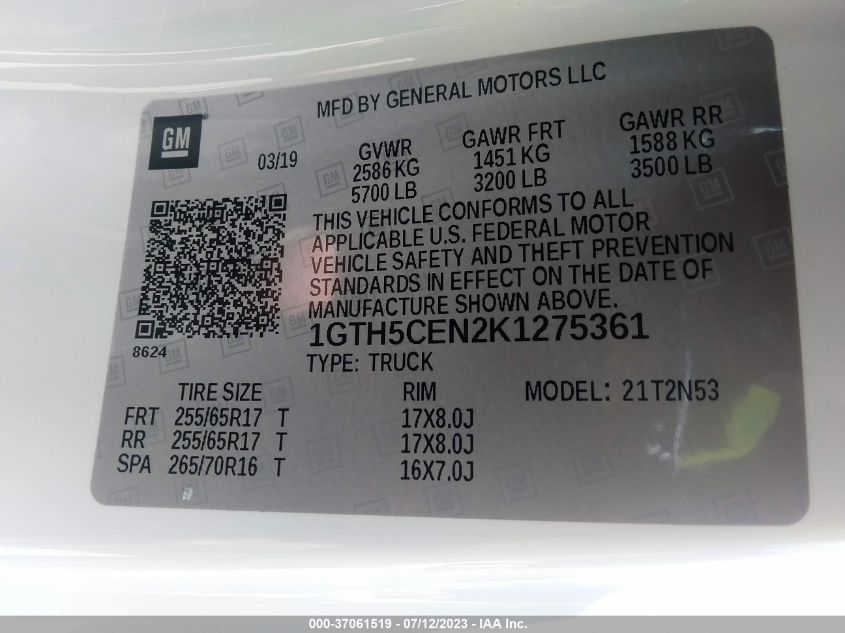 MFD BY GENERAL MOTORS LLC
GM
03/19
GVWR
2586 KG
5700 LB
GAWR FRT
1451 KG
3200 LB
GAWR RR
1588 KG
3500 LB
THIS VEHICLE CONFORMS TO ALL
APPLICABLE U.S. FEDERAL MOTOR
VEHICLE SAFETY AND THEFT PREVENTION
STANDARDS IN EFFECT ON THE DATE OF
MANUFACTURE SHOWN ABOVE.
1GTH5CEN2K1275361
8624
TYPE: TRUCK
TIRE SIZE RIM MODEL: 21T2N53
FRT 255/65R17 T 17X8.0J
RR 255/65R17 T 17X8.0J
SPA 265/70R16 T 16X7.0J
000-37061519 - 07/12/2023 - IAA Inc.